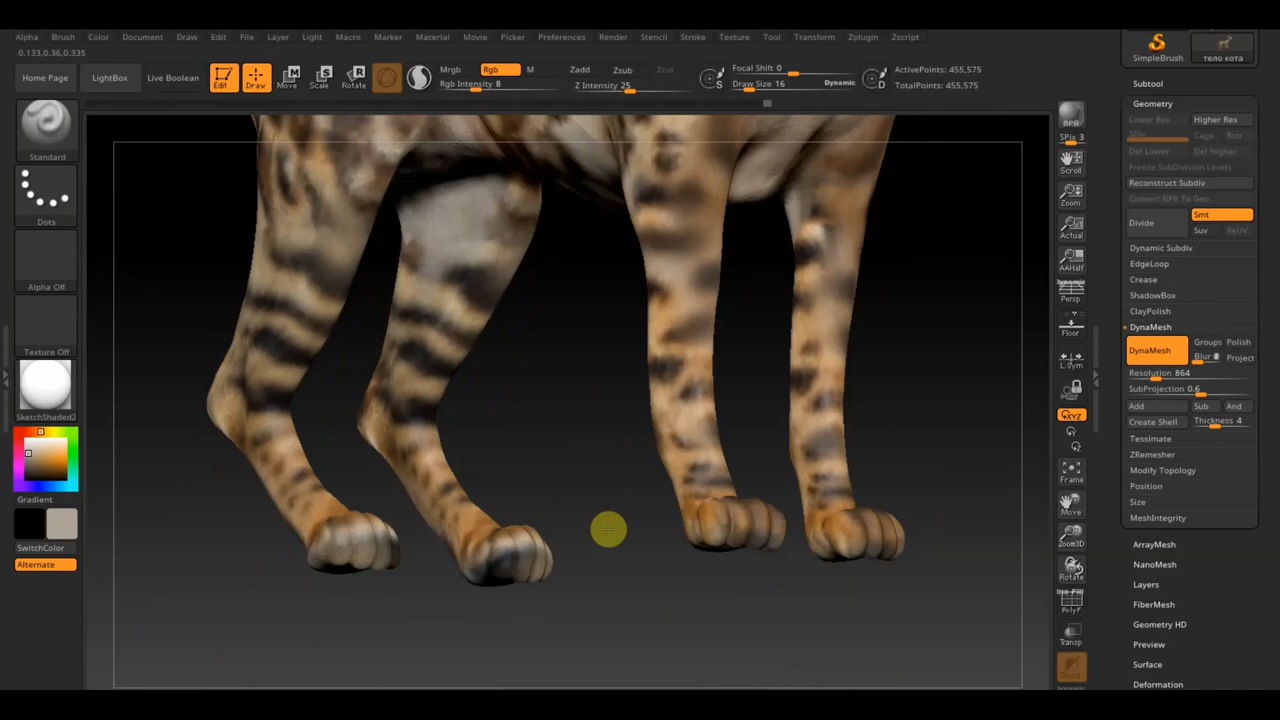 Alpha Brush Color Document Draw Edit File Layer Light Macro Marker Material Movie Picker Preferences Render Stencil Stroke Texture Tool Transform Zplugin Zscript
0.133,0.36,0.335
Home Page LightBox Live Boolean Edit Draw Move Scale Rotate
Mrgb Rgb M
Rgb Intensity 8
Zadd Zsub Zcut
Z Intensity 25
Focal Shift 0
Draw Size 16 Dynamic
S
D
ActivePoints: 455,575
TotalPoints: 455,575
Standard
Dots
Alpha Off
Texture Off
SketchShaded2
Gradient
SwitchColor
Alternate
BPR
SPix 3
Scroll
Zoom
Actual
AAHalf
Dynamic
Persp
Floor
L.Sym
XYZ
Y
Z
Frame
Move
Zoom3D
Rotate
PolyF
Transp
SimpleBrush тело кота
Subtool
Geometry
Lower Res Higher Res
SDiv Cage Rstr
Del Lower Del Higher
Freeze SubDivision Levels
Reconstruct Subdiv
Convert BPR To Geo
Divide Smt
Suv ReUV
Dynamic Subdiv
EdgeLoop
Crease
ShadowBox
ClayPolish
DynaMesh
DynaMesh Groups Polish
Blur Project
Resolution 864
SubProjection 0.6
Add Sub And
Create Shell Thickness 4
Tessimate
ZRemesher
Modify Topology
Position
Size
MeshIntegrity
ArrayMesh
NanoMesh
Layers
FiberMesh
Geometry HD
Preview
Surface
Deformation